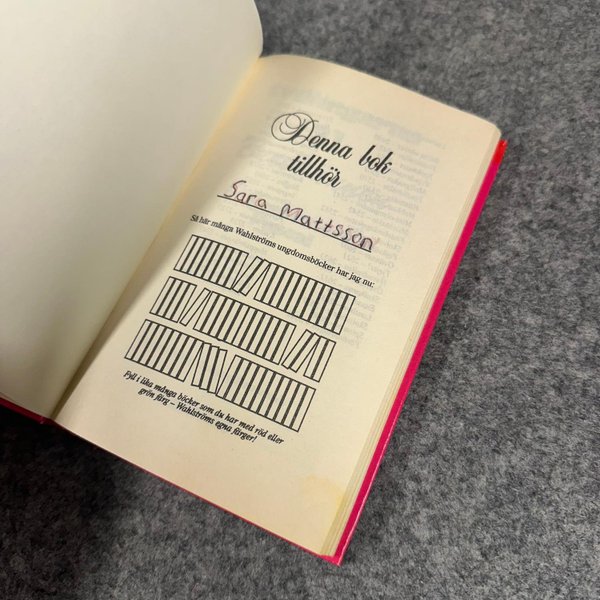 Denna bok
tillhör
Sara Mattsson
Så här många Wahlströms ungdomsböcker har jag nu:
Fyll i lika många böcker som du har med röd eller
grön färg – Wahlströms egna färger!